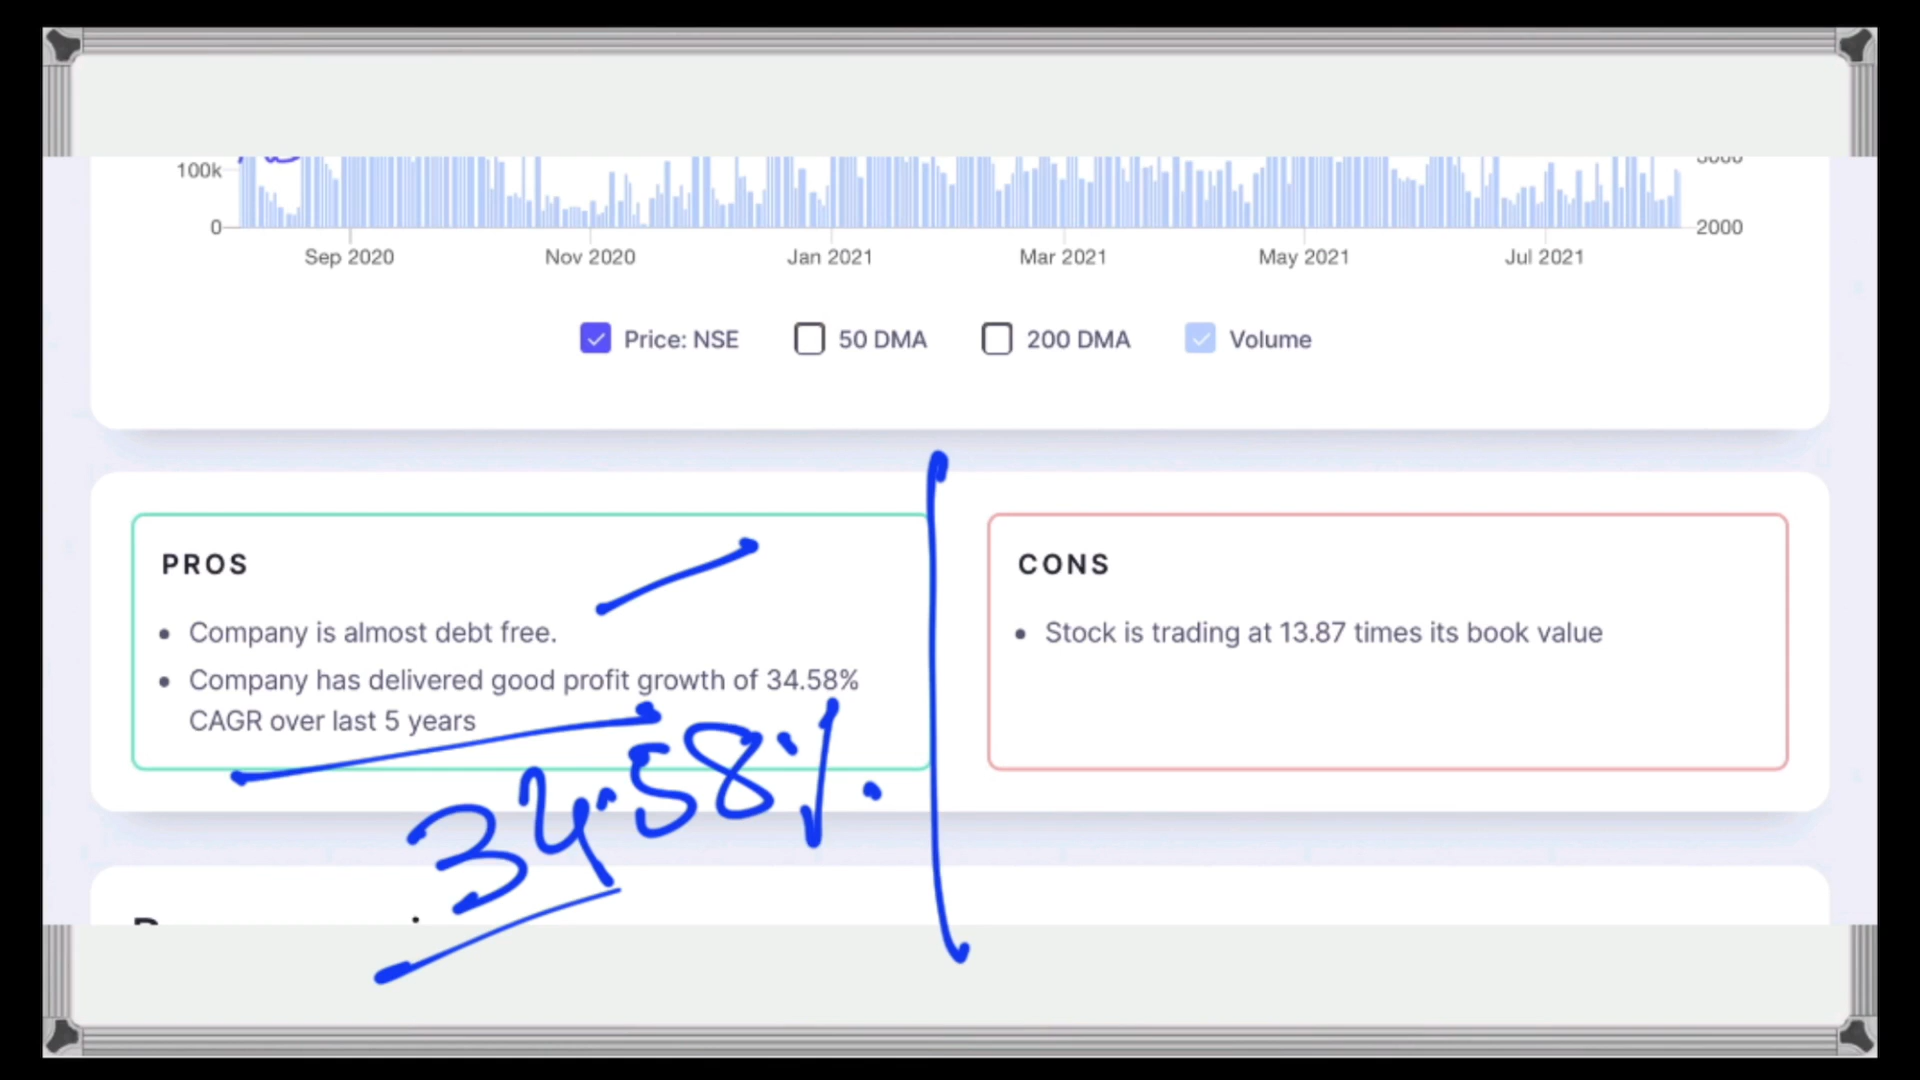 100k
0
2000
Sep 2020 Nov 2020 Jan 2021 Mar 2021 May 2021 Jul 2021
Price: NSE 50 DMA 200 DMA Volume
PROS
• Company is almost debt free.
• Company has delivered good profit growth of 34.58%
CAGR over last 5 years
34.58%
CONS
• Stock is trading at 13.87 times its book value